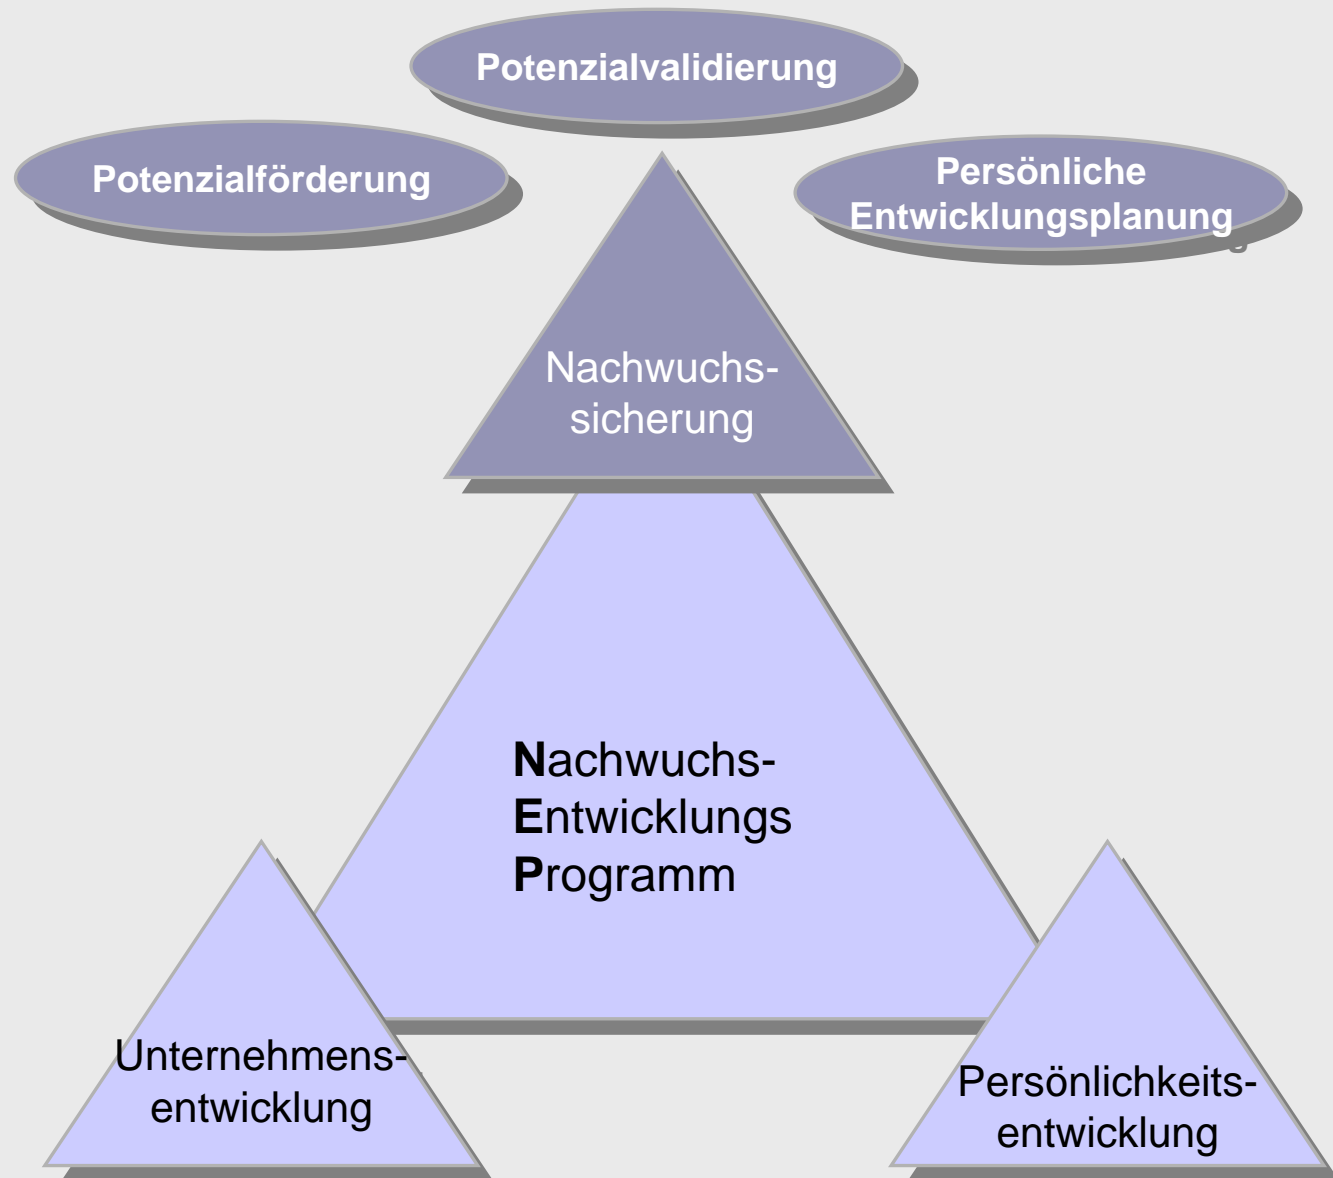 Potenzialvalidierung
Potenzialförderung
Persönliche
Entwicklungsplanung
Nachwuchs-
sicherung
Nachwuchs-
Entwicklungs
Programm
Unternehmens-
entwicklung
Persönlichkeits-
entwicklung